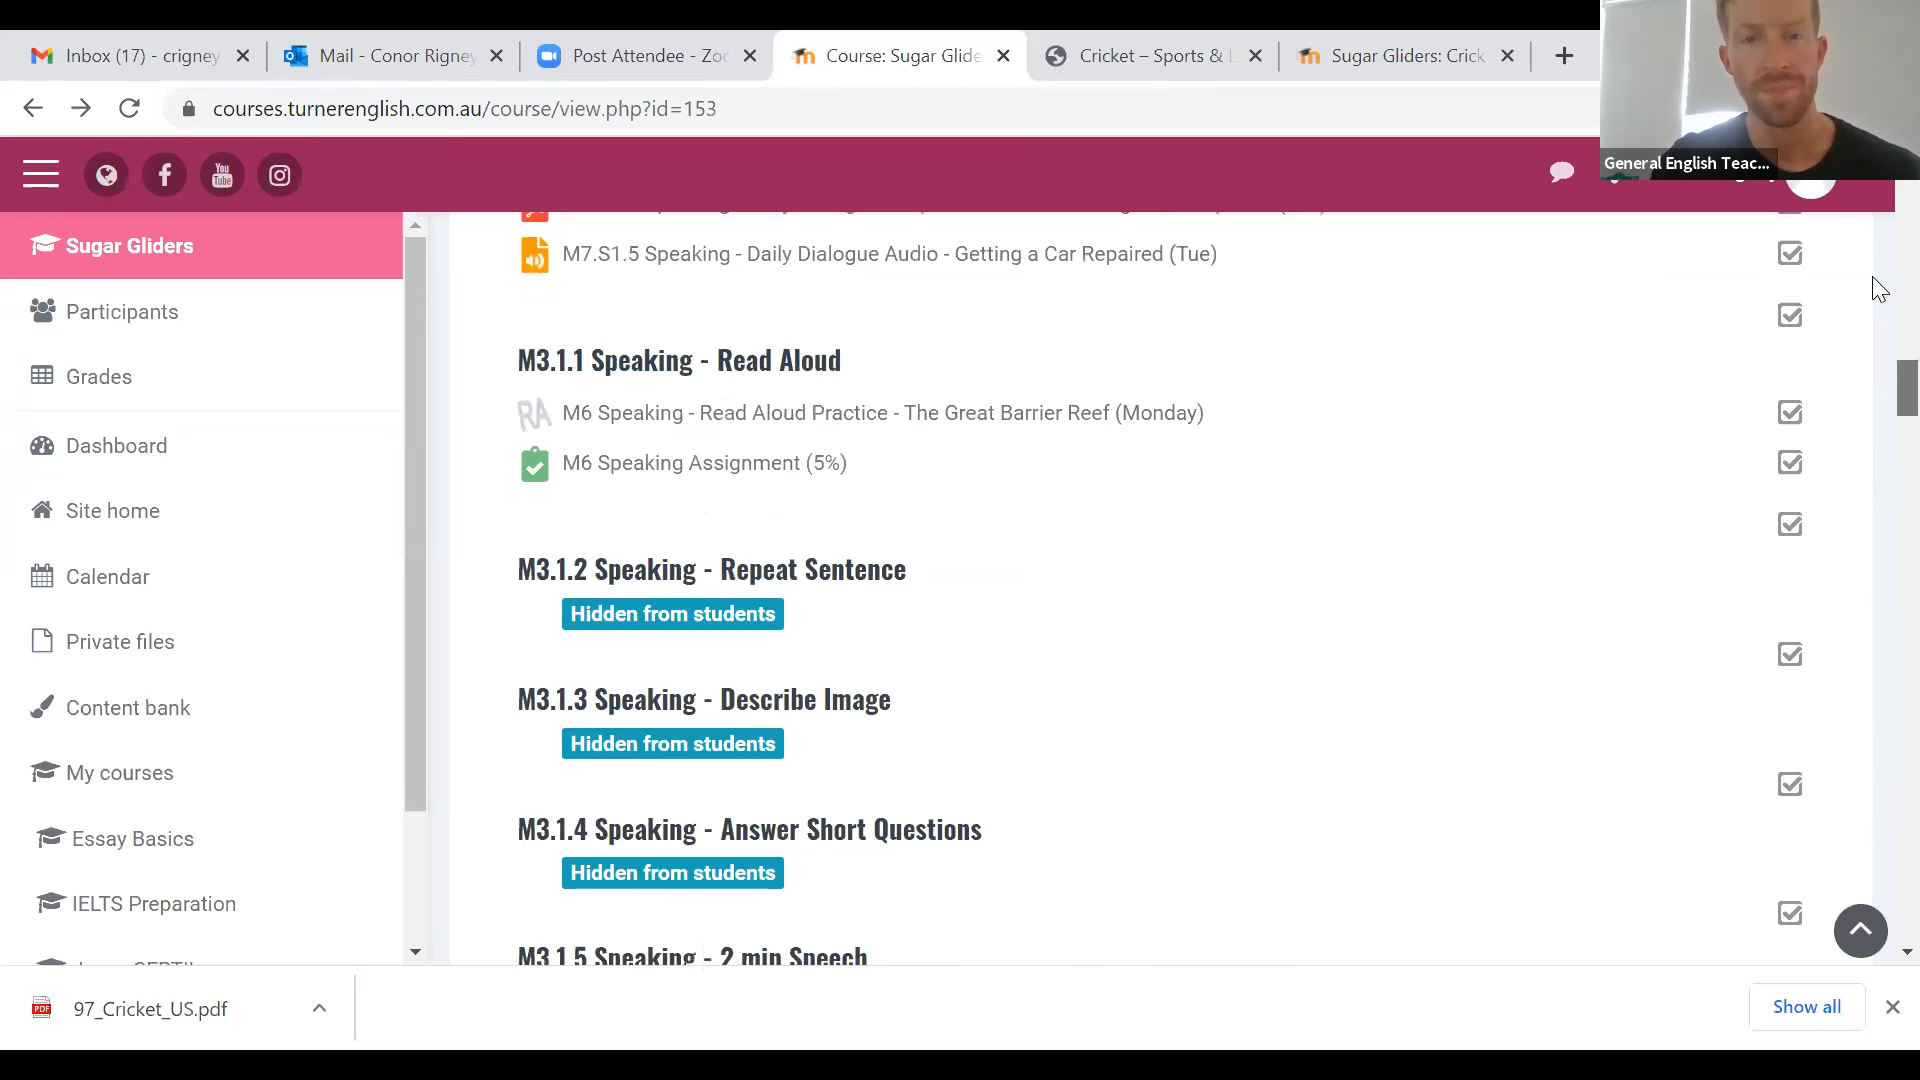 Inbox (17) - crigney
Mail - Conor Rigney
Post Attendee - Zoo
Course: Sugar Glide
Cricket – Sports &
Sugar Gliders: Crick
courses.turnerenglish.com.au/course/view.php?id=153
You
Tube
General English Teac...
Sugar Gliders
Participants
Grades
Dashboard
Site home
Calendar
Private files
Content bank
My courses
Essay Basics
IELTS Preparation
M7.S1.5 Speaking - Daily Dialogue Audio - Getting a Car Repaired (Tue)
M3.1.1 Speaking - Read Aloud
RA M6 Speaking - Read Aloud Practice - The Great Barrier Reef (Monday)
M6 Speaking Assignment (5%)
M3.1.2 Speaking - Repeat Sentence
Hidden from students
M3.1.3 Speaking - Describe Image
Hidden from students
M3.1.4 Speaking - Answer Short Questions
Hidden from students
M3.1.5 Speaking - 2 min Speech
PDF 97_Cricket_US.pdf
Show all